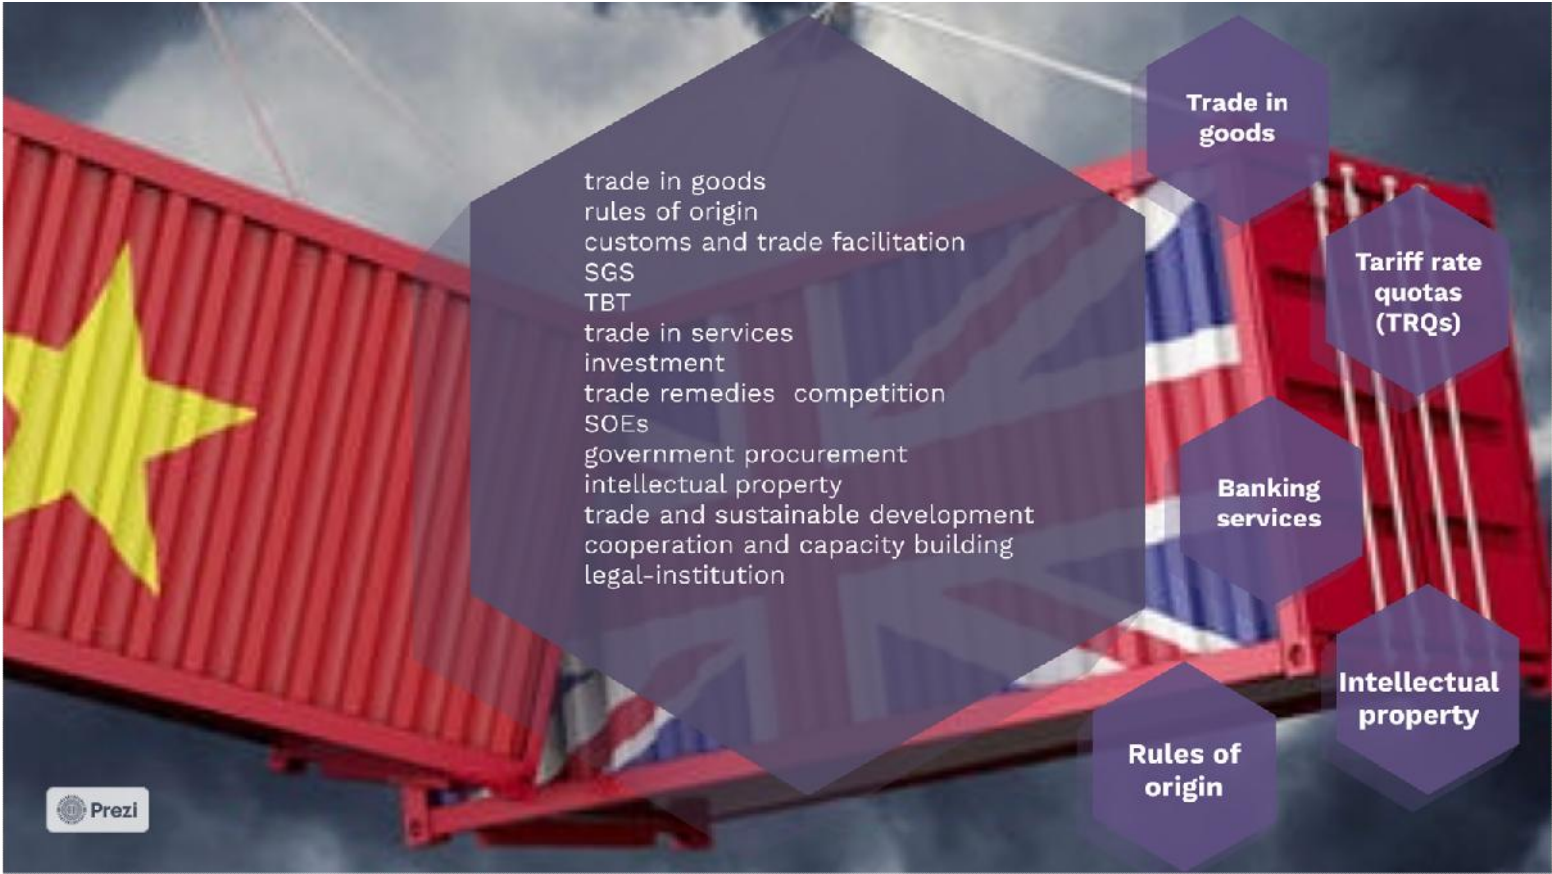 trade in goods
rules of origin
customs and trade facilitation
SGS
TBT
trade in services
investment
trade remedies  competition
SOEs
government procurement
intellectual property
trade and sustainable development
cooperation and capacity building
legal-institution
Trade in
goods
Tariff rate
quotas
(TRQs)
Banking
services
Intellectual
property
Rules of
origin
Prezi